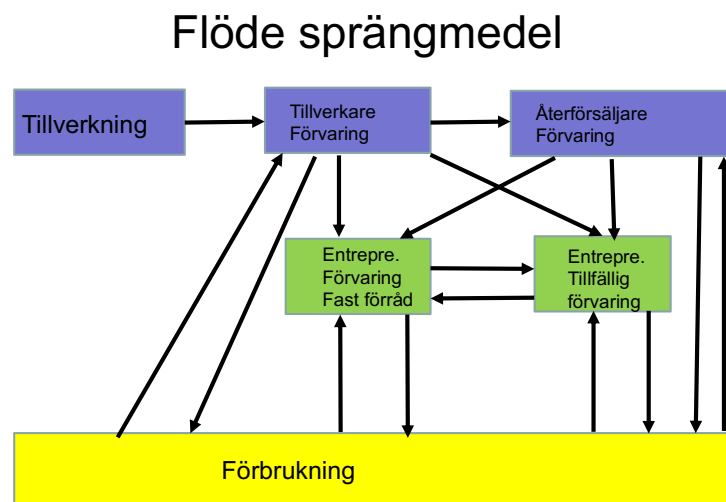 Flöde sprängmedel
Tillverkning
Tillverkare
Förvaring
Återförsäljare
Förvaring
Entrepre.
Förvaring
Fast förråd
Entrepre.
Tillfällig
förvaring
Förbrukning